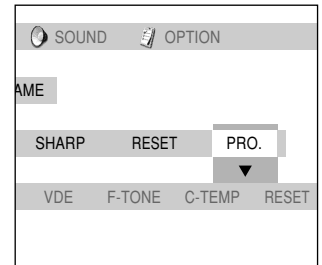 SOUND OPTION
AME
SHARP RESET PRO.
VDE F-TONE C-TEMP RESET